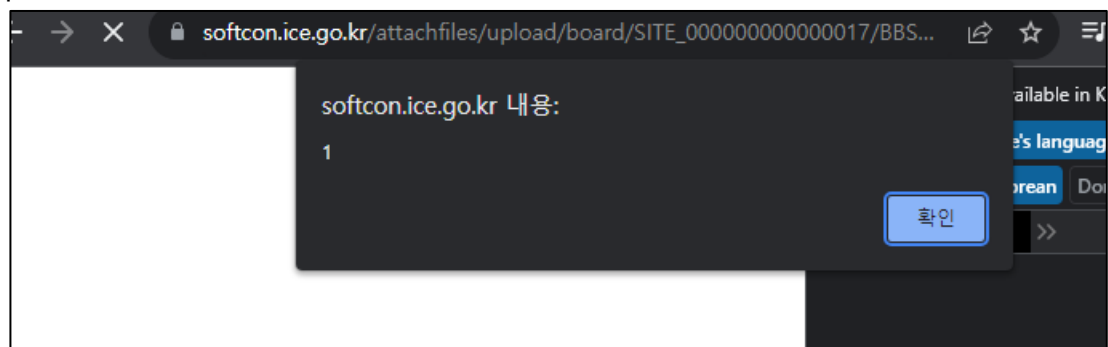 softcon.ice.go.kr/attachfiles/upload/board/SITE_000000000000017/BBS...
softcon.ice.go.kr 내용:
1
확인
ailable in K
e's languag
orean Do